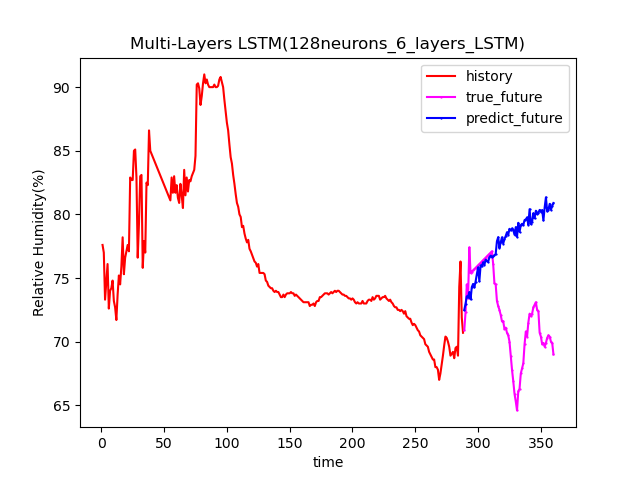 Multi-Layers LSTM(128neurons_6_layers_LSTM)
history
true_future
predict_future
Relative Humidity(%)
90
85
80
75
70
65
0 50 100 150 200 250 300 350
time